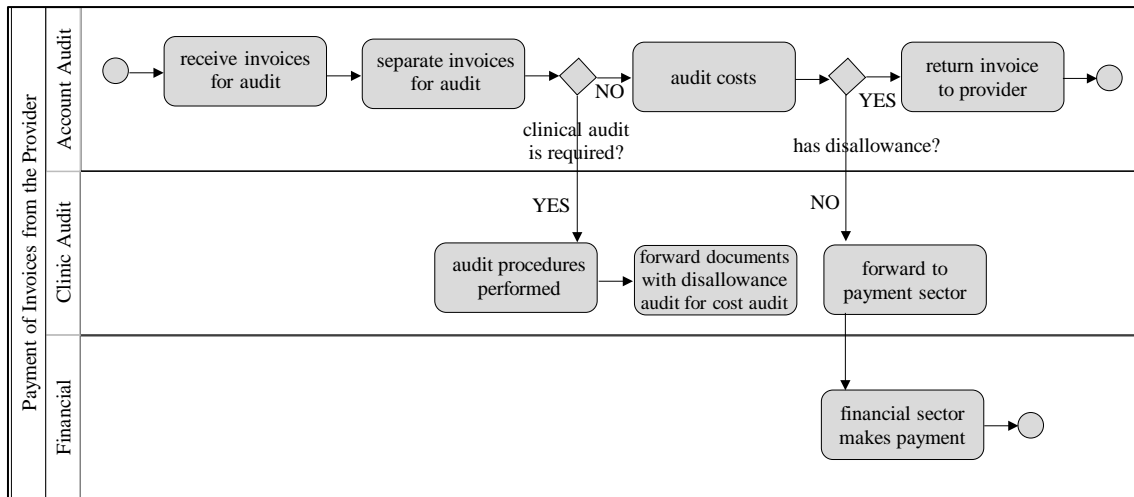 Payment of Invoices from the Provider
Account Audit
receive invoices
for audit
separate invoices
for audit
NO
audit costs
YES
return invoice
to provider
clinical audit
is required?
has disallowance?
Clinic Audit
YES
NO
audit procedures
performed
forward documents
with disallowance
audit for cost audit
forward to
payment sector
Financial
financial sector
makes payment